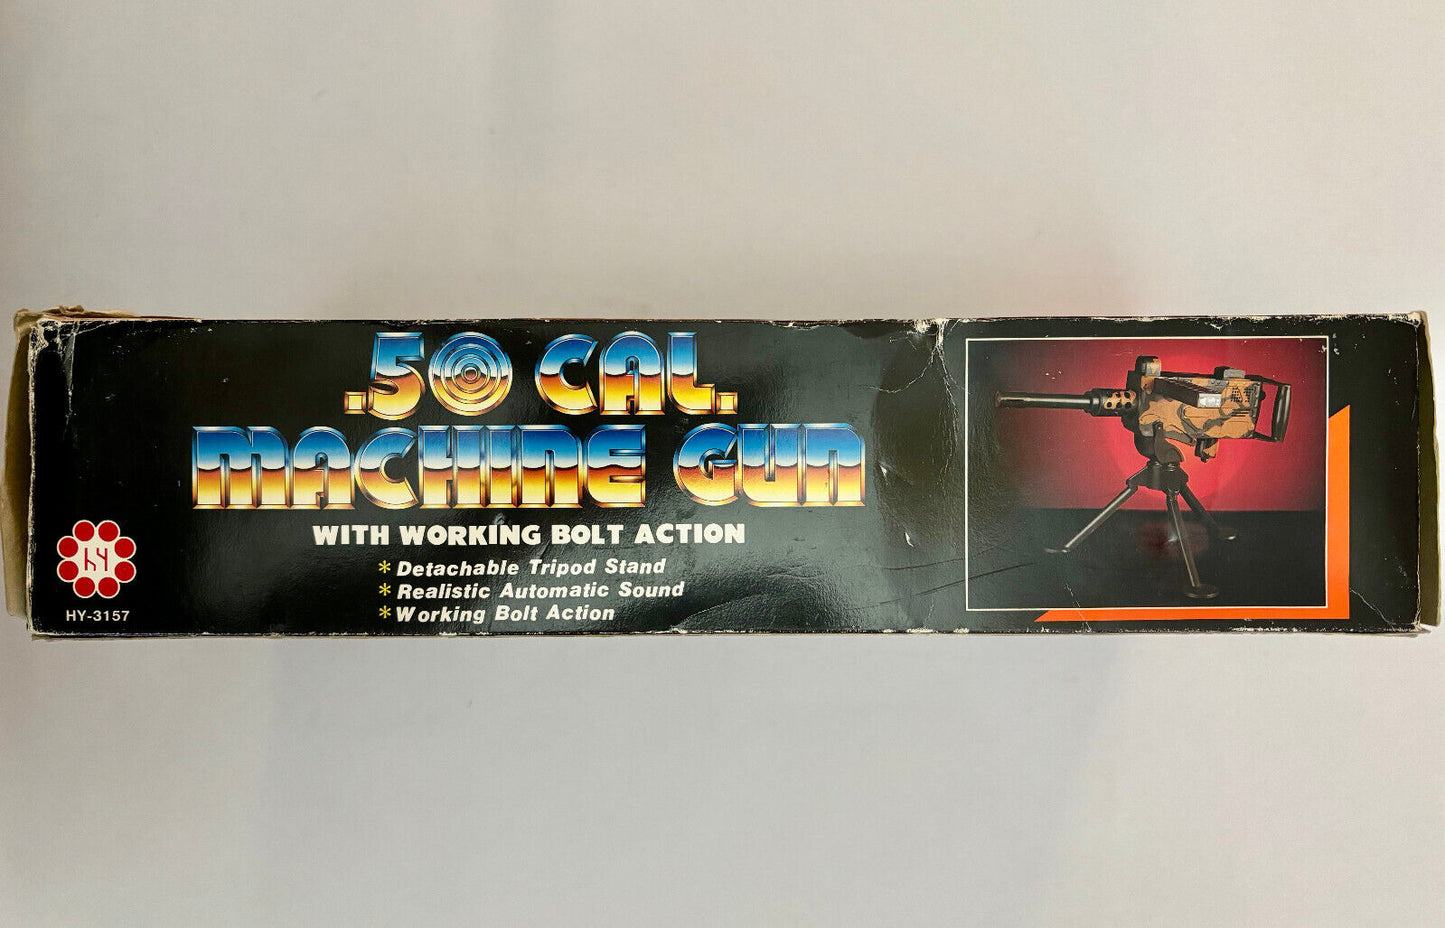 .50 CAL.
MACHINE GUN
WITH WORKING BOLT ACTION
* Detachable Tripod Stand
* Realistic Automatic Sound
* Working Bolt Action
hy
HY-3157